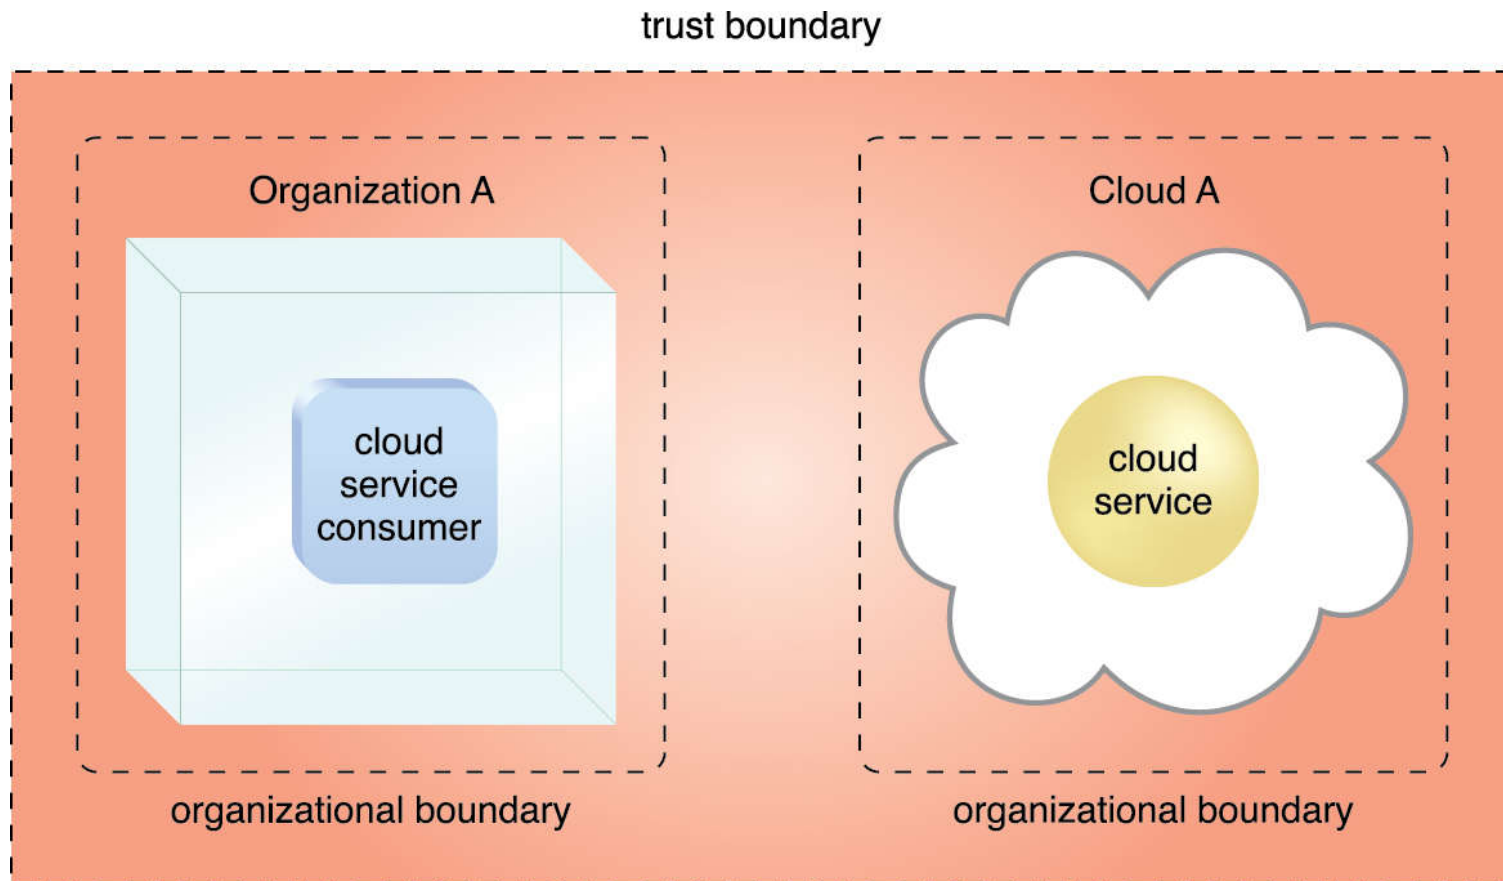 trust boundary
Organization A
Cloud A
cloud
service
consumer
cloud
service
organizational boundary
organizational boundary